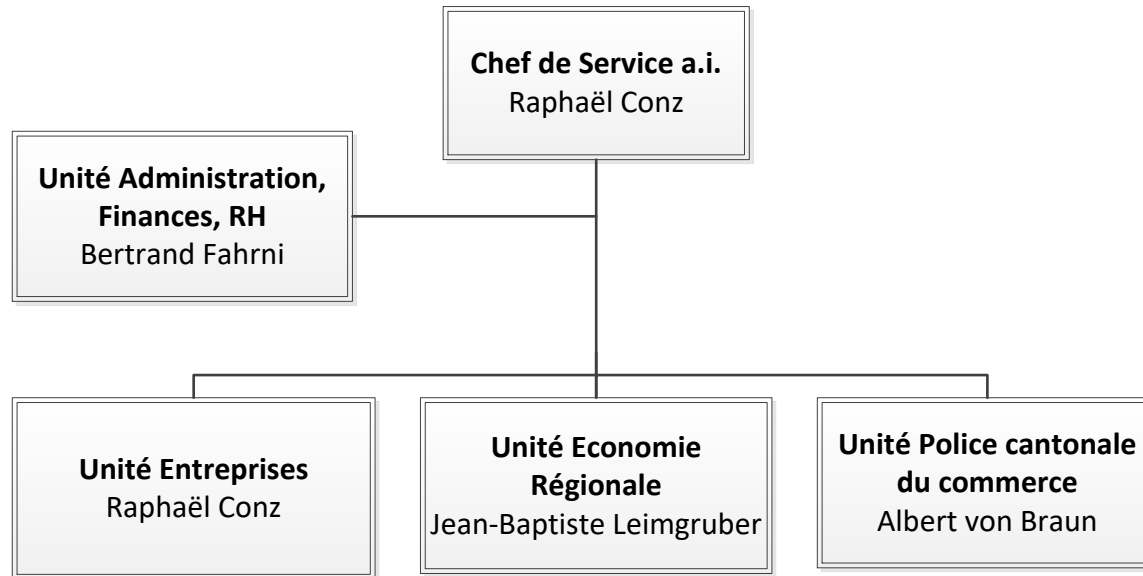 Chef de Service a.i.
Raphaël Conz
Unité Administration,
Finances, RH
Bertrand Fahrni
Unité Entreprises
Raphaël Conz
Unité Economie
Régionale
Jean-Baptiste Leimgruber
Unité Police cantonale
du commerce
Albert von Braun